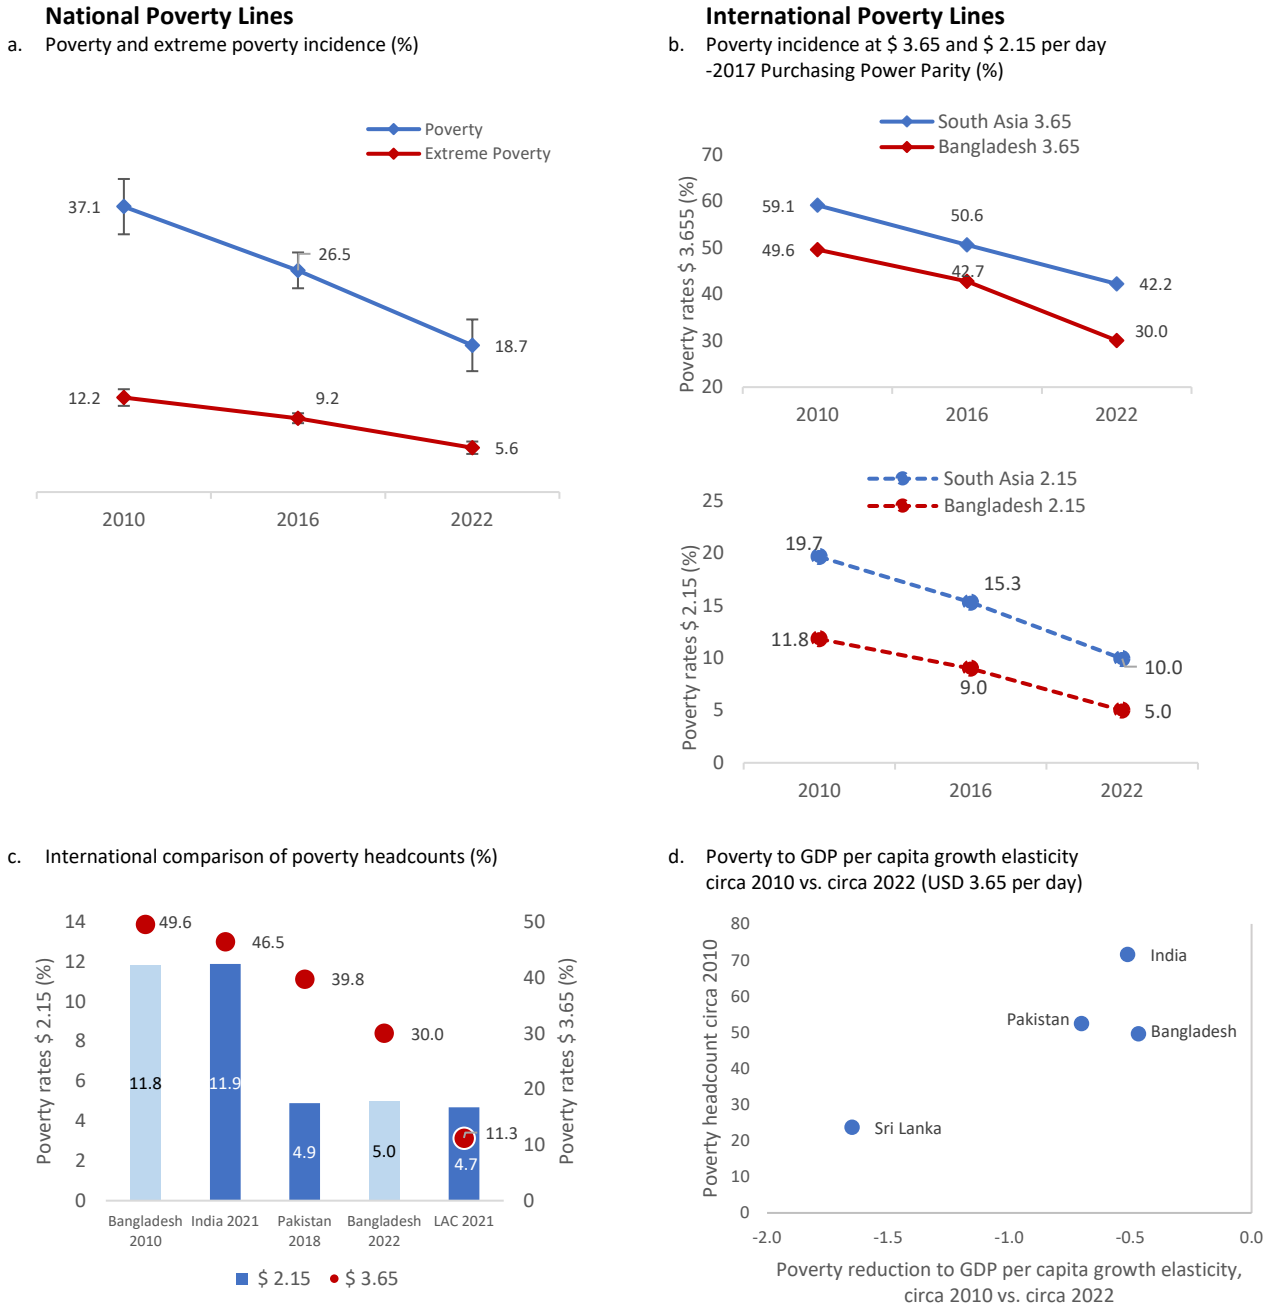 National Poverty Lines
a. Poverty and extreme poverty incidence (%)
Poverty
Extreme Poverty
37.1
26.5
18.7
12.2
9.2
5.6
2010 2016 2022
International Poverty Lines
b. Poverty incidence at $ 3.65 and $ 2.15 per day
-2017 Purchasing Power Parity (%)
South Asia 3.65
Bangladesh 3.65
Poverty rates $ 3.655 (%)
70
60
50
40
30
20
59.1
50.6
42.2
49.6
42.7
30.0
2010 2016 2022
South Asia 2.15
Bangladesh 2.15
Poverty rates $ 2.15 (%)
25
20
15
10
5
0
19.7
15.3
10.0
11.8
9.0
5.0
2010 2016 2022
c. International comparison of poverty headcounts (%)
Poverty rates $ 2.15 (%)
14
12
10
8
6
4
2
0
49.6
46.5
39.8
30.0
11.3
11.8
11.9
4.9
5.0
4.7
50
40
30
20
10
0
Poverty rates $ 3.65 (%)
Bangladesh 2010
India 2021
Pakistan 2018
Bangladesh 2022
LAC 2021
$ 2.15 $ 3.65
d. Poverty to GDP per capita growth elasticity
circa 2010 vs. circa 2022 (USD 3.65 per day)
Poverty headcount circa 2010
80
70
60
50
40
30
20
10
0
India
Pakistan
Bangladesh
Sri Lanka
-2.0 -1.5 -1.0 -0.5 0.0
Poverty reduction to GDP per capita growth elasticity,
circa 2010 vs. circa 2022